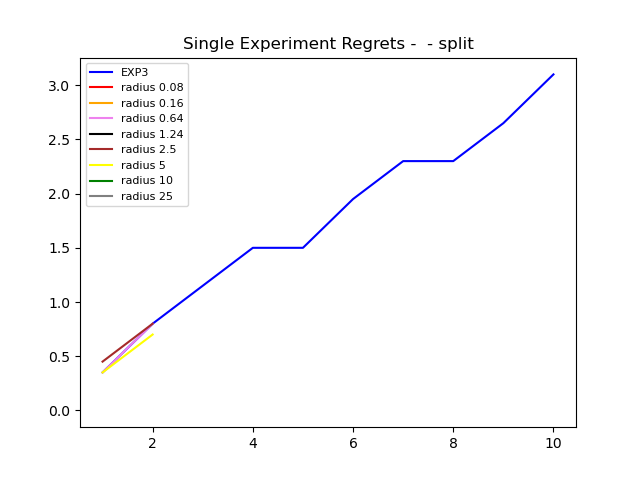 Single Experiment Regrets -  - split
EXP3
radius 0.08
radius 0.16
radius 0.64
radius 1.24
radius 2.5
radius 5
radius 10
radius 25
3.0
2.5
2.0
1.5
1.0
0.5
0.0
2 4 6 8 10